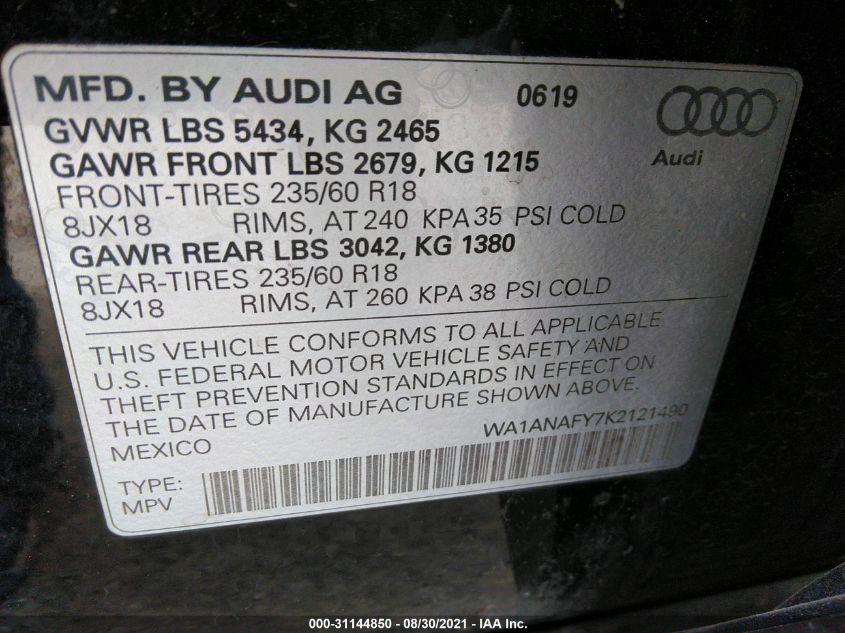 MFD. BY AUDI AG 0619
GVWR LBS 5434, KG 2465
GAWR FRONT LBS 2679, KG 1215
Audi
FRONT-TIRES 235/60 R18
8JX18 RIMS, AT 240 KPA 35 PSI COLD
GAWR REAR LBS 3042, KG 1380
REAR-TIRES 235/60 R18
8JX18 RIMS, AT 260 KPA 38 PSI COLD
THIS VEHICLE CONFORMS TO ALL APPLICABLE
U.S. FEDERAL MOTOR VEHICLE SAFETY AND
THEFT PREVENTION STANDARDS IN EFFECT ON
THE DATE OF MANUFACTURE SHOWN ABOVE.
MEXICO WA1ANAFY7K2121490
TYPE:
MPV
000-31144850 - 08/30/2021 - IAA Inc.